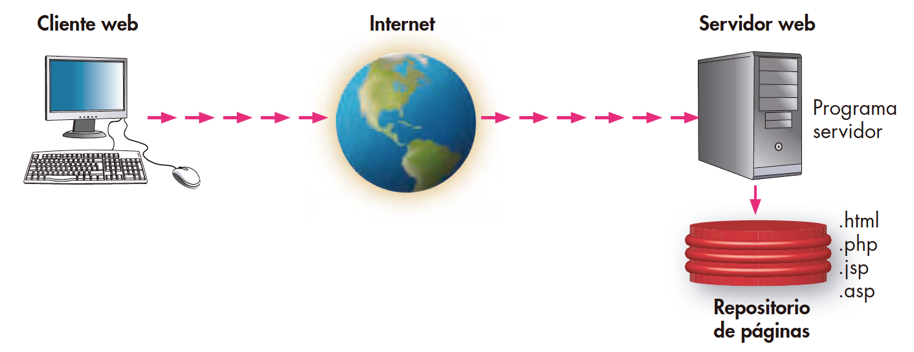 Cliente web
Internet
Servidor web
Programa
servidor
.html
.php
.jsp
.asp
Repositorio
de páginas